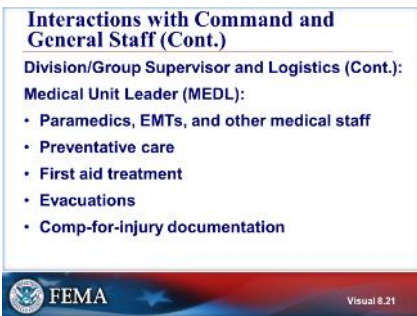 Interactions with Command and
General Staff (Cont.)
Division/Group Supervisor and Logistics (Cont.):
Medical Unit Leader (MEDL):
• Paramedics, EMTs, and other medical staff
• Preventative care
• First aid treatment
• Evacuations
• Comp-for-injury documentation
FEMA
Visual 8.21